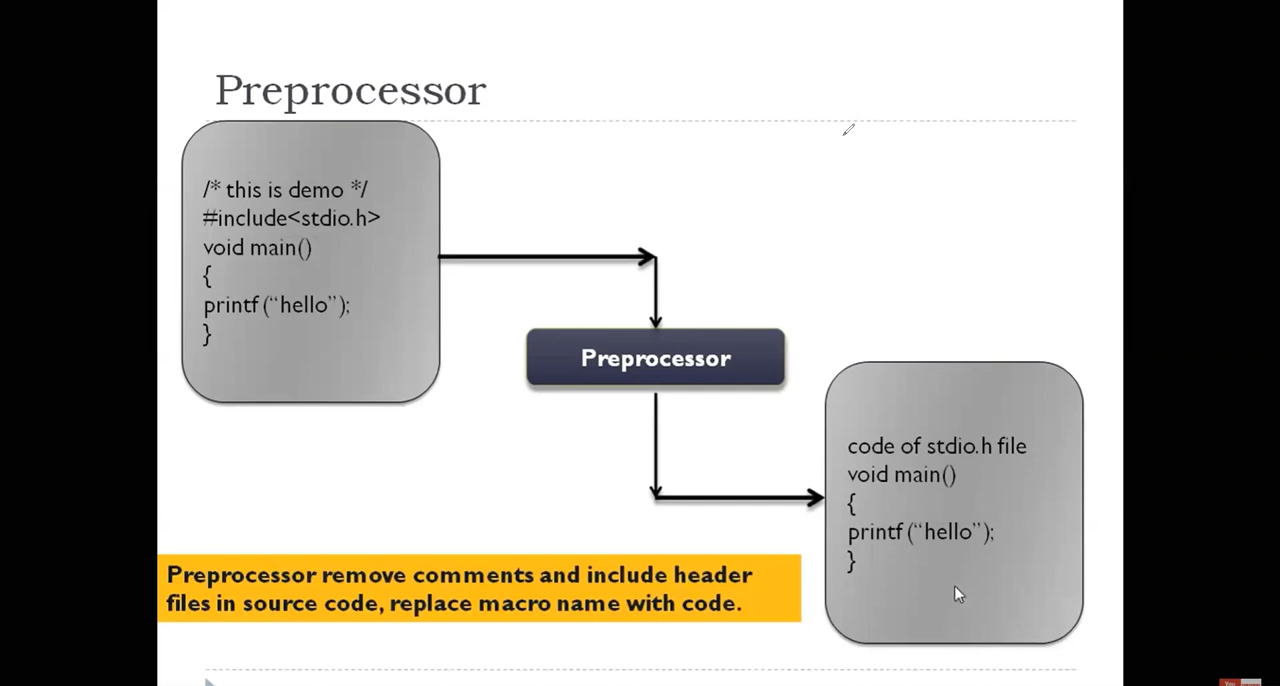 Preprocessor
/* this is demo */
#include<stdio.h>
void main()
{
printf (“hello”);
}
Preprocessor
code of stdio.h file
void main()
{
printf (“hello”);
}
Preprocessor remove comments and include header
files in source code, replace macro name with code.